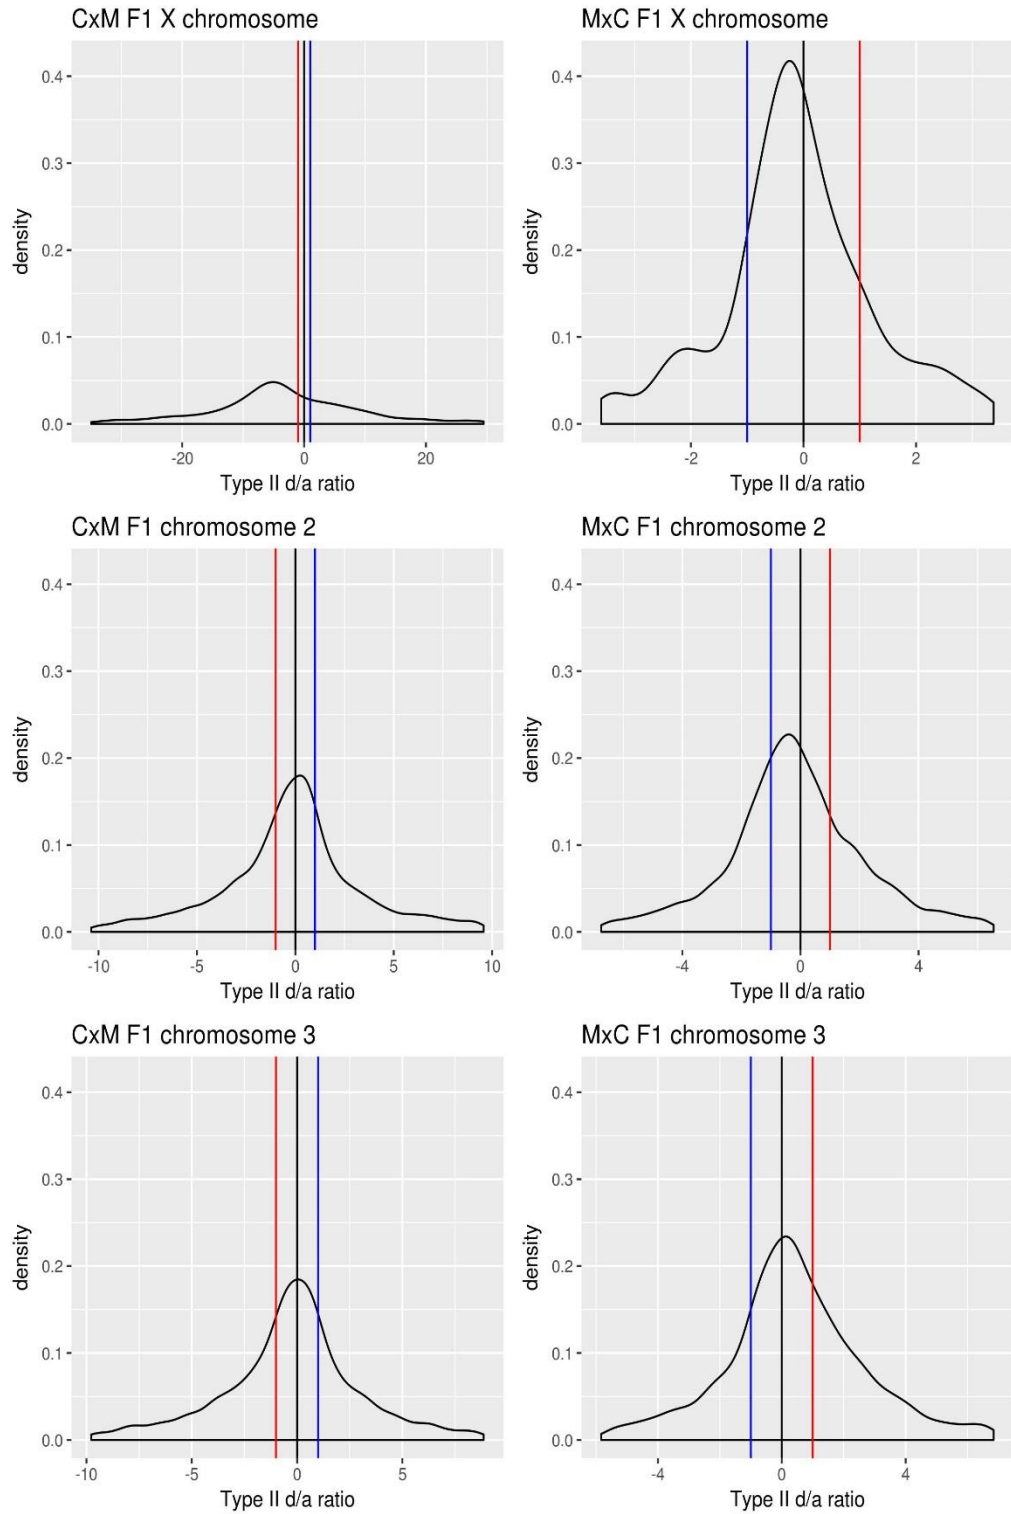 CxM F1 X chromosome
MxC F1 X chromosome
density
0.4
0.3
0.2
0.1
0.0
-20 0 20
Type II d/a ratio
density
0.4
0.3
0.2
0.1
0.0
-2 0 2
Type II d/a ratio
CxM F1 chromosome 2
MxC F1 chromosome 2
density
0.4
0.3
0.2
0.1
0.0
-10 -5 0 5 10
Type II d/a ratio
density
0.4
0.3
0.2
0.1
0.0
-4 0 4
Type II d/a ratio
CxM F1 chromosome 3
MxC F1 chromosome 3
density
0.4
0.3
0.2
0.1
0.0
-10 -5 0 5
Type II d/a ratio
density
0.4
0.3
0.2
0.1
0.0
-4 0 4
Type II d/a ratio